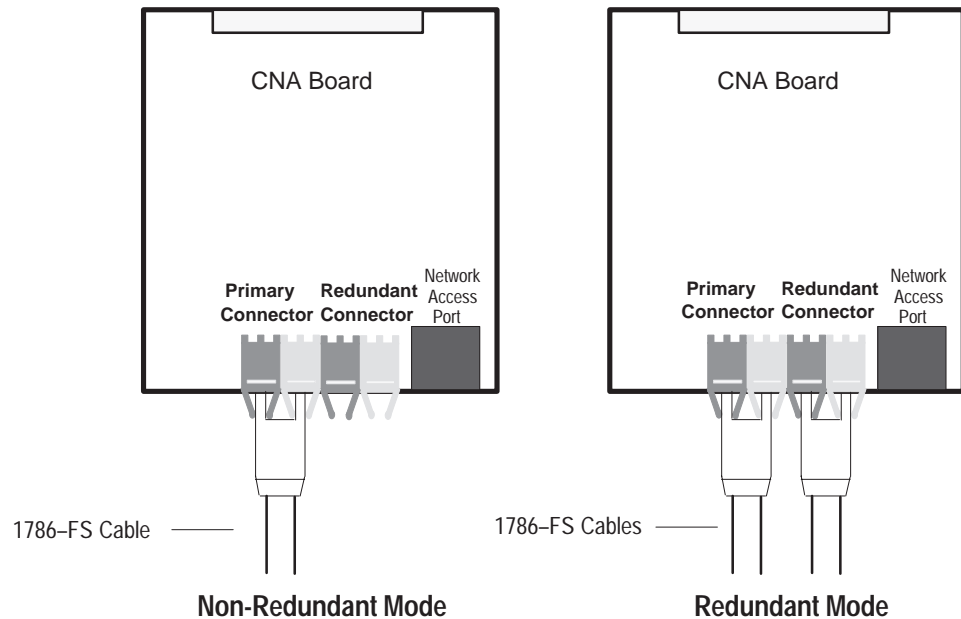 CNA Board
Primary
Connector
Redundant
Connector
Network
Access
Port
1786–FS Cable
Non-Redundant Mode
CNA Board
Primary
Connector
Redundant
Connector
Network
Access
Port
1786–FS Cables
Redundant Mode